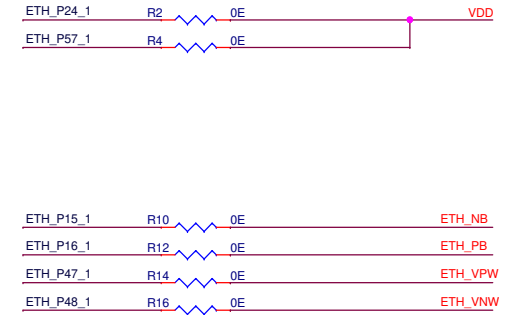 ETH_P24_1 R2 0E VDD
ETH_P57_1 R4 0E
ETH_P15_1 R10 0E ETH_NB
ETH_P16_1 R12 0E ETH_PB
ETH_P47_1 R14 0E ETH_VPW
ETH_P48_1 R16 0E ETH_VNW